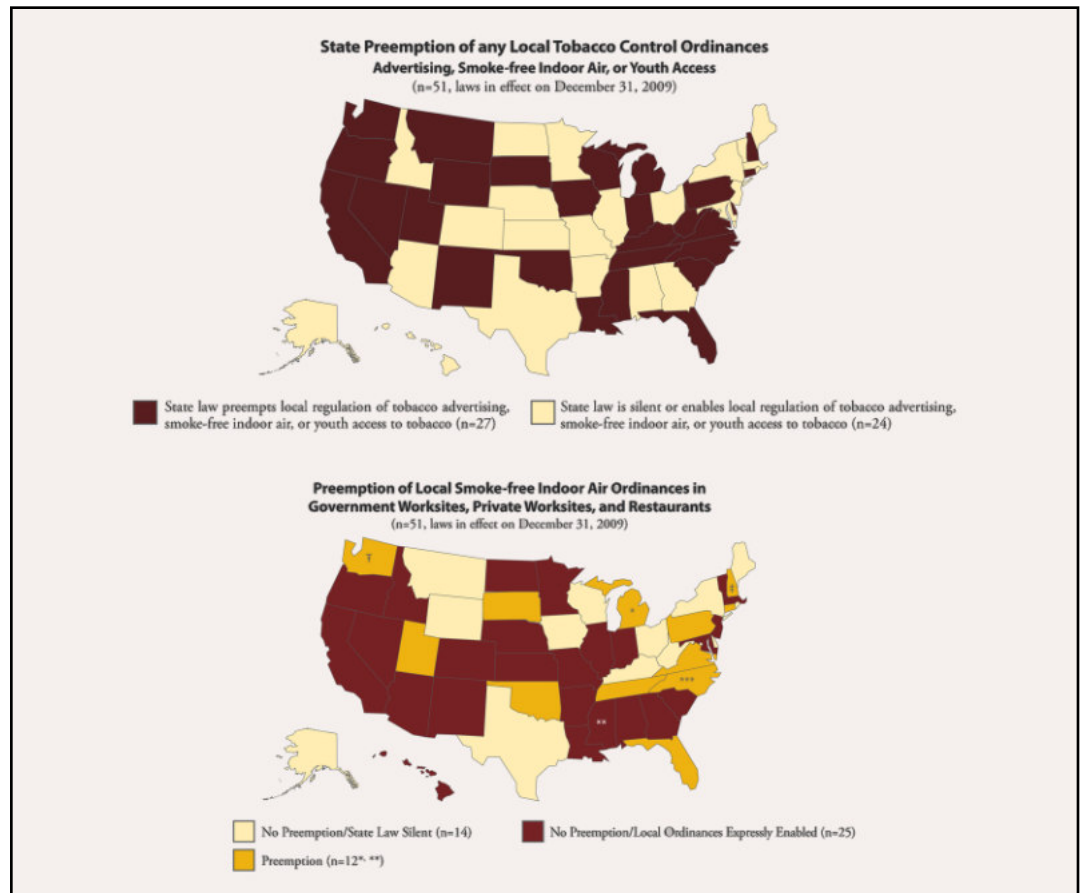 State Preemption of any Local Tobacco Control Ordinances
Advertising, Smoke-free Indoor Air, or Youth Access
(n=51, laws in effect on December 31, 2009)
State law preempts local regulation of tobacco advertising,
smoke-free indoor air, or youth access to tobacco (n=27)
State law is silent or enables local regulation of tobacco advertising,
smoke-free indoor air, or youth access to tobacco (n=24)
Preemption of Local Smoke-free Indoor Air Ordinances in
Government Worksites, Private Worksites, and Restaurants
(n=51, laws in effect on December 31, 2009)
*
***
**
No Preemption/State Law Silent (n=14)
No Preemption/Local Ordinances Expressly Enabled (n=25)
Preemption (n=12*, **)